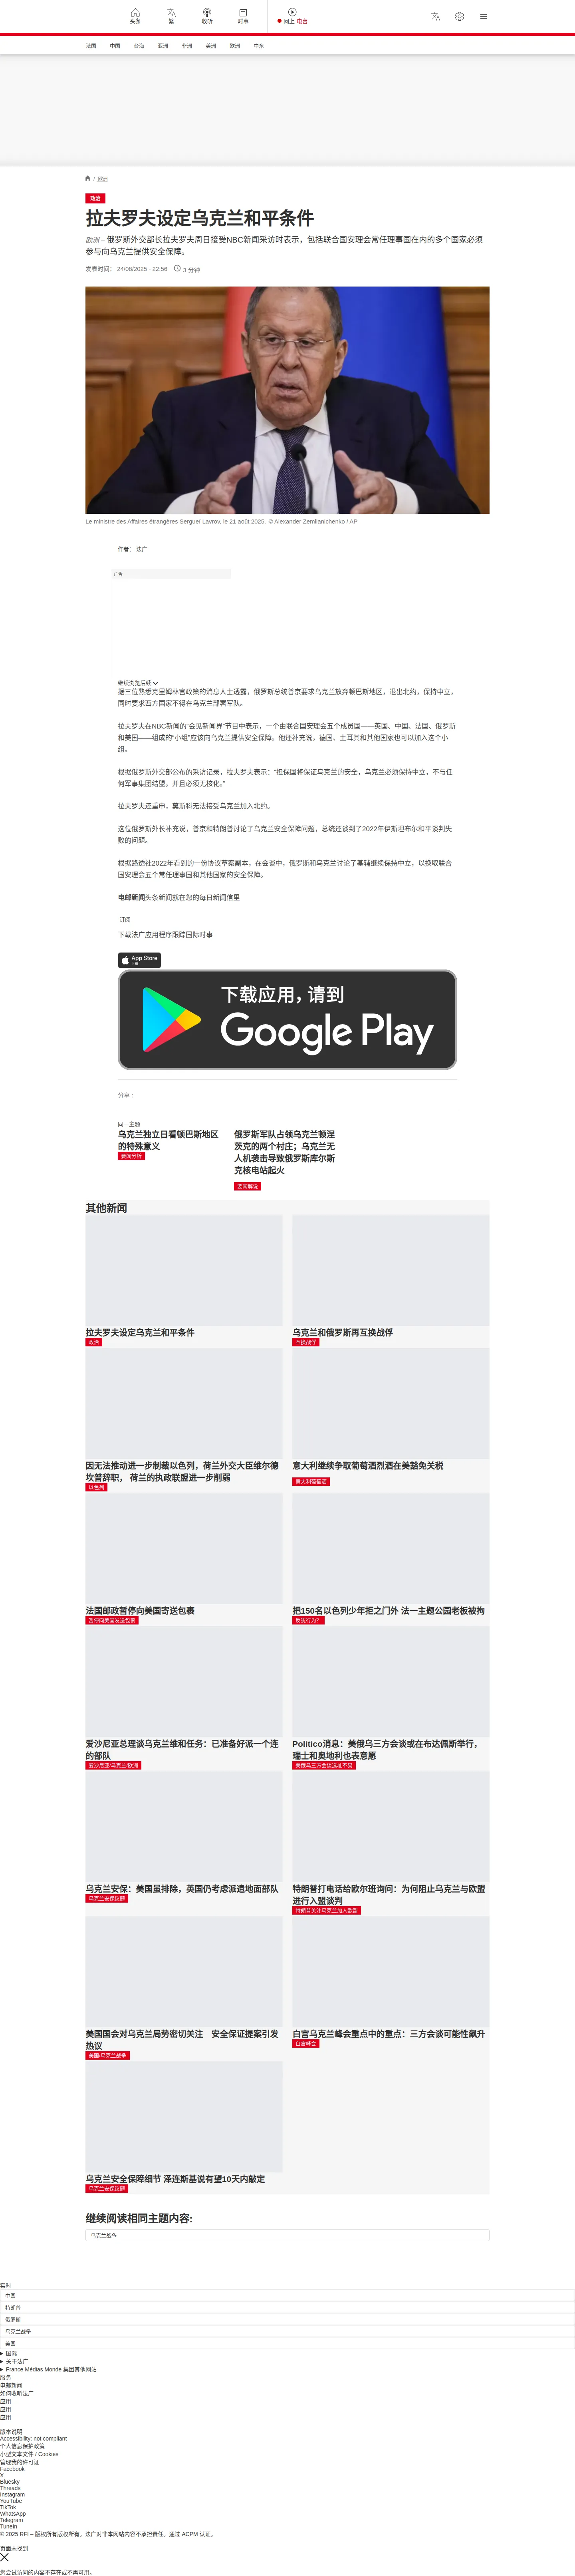 头条
繁
收听
时事
网上 电台
法国
中国
台海
亚洲
非洲
美洲
欧洲
中东
/ 欧洲
政治
拉夫罗夫设定乌克兰和平条件
欧洲 – 俄罗斯外交部长拉夫罗夫周日接受NBC新闻采访时表示，包括联合国安理会常任理事国在内的多个国家必须
参与向乌克兰提供安全保障。
发表时间： 24/08/2025 - 22:56
3 分钟
Le ministre des Affaires étrangères Sergueï Lavrov, le 21 août 2025. © Alexander Zemlianichenko / AP
作者： 法广
广告
继续浏览后续
据三位熟悉克里姆林宫政策的消息人士透露，俄罗斯总统普京要求乌克兰放弃顿巴斯地区，退出北约，保持中立，
同时要求西方国家不得在乌克兰部署军队。
拉夫罗夫在NBC新闻的“会见新闻界”节目中表示，一个由联合国安理会五个成员国——英国、中国、法国、俄罗斯
和美国——组成的“小组”应该向乌克兰提供安全保障。他还补充说，德国、土耳其和其他国家也可以加入这个小
组。
根据俄罗斯外交部公布的采访记录，拉夫罗夫表示：“担保国将保证乌克兰的安全，乌克兰必须保持中立，不与任
何军事集团结盟，并且必须无核化。”
拉夫罗夫还重申，莫斯科无法接受乌克兰加入北约。
这位俄罗斯外长补充说，普京和特朗普讨论了乌克兰安全保障问题，总统还谈到了2022年伊斯坦布尔和平谈判失
败的问题。
根据路透社2022年看到的一份协议草案副本，在会谈中，俄罗斯和乌克兰讨论了基辅继续保持中立，以换取联合
国安理会五个常任理事国和其他国家的安全保障。
电邮新闻头条新闻就在您的每日新闻信里
订阅
下载法广应用程序跟踪国际时事
App Store
下载
下载应用，请到
Google Play
分享 :
同一主题
乌克兰独立日看顿巴斯地区
的特殊意义
要闻分析
俄罗斯军队占领乌克兰顿涅
茨克的两个村庄；乌克兰无
人机袭击导致俄罗斯库尔斯
克核电站起火
要闻解说
其他新闻
拉夫罗夫设定乌克兰和平条件
政治
乌克兰和俄罗斯再互换战俘
互换战俘
因无法推动进一步制裁以色列，荷兰外交大臣维尔德
坎普辞职， 荷兰的执政联盟进一步削弱
以色列
意大利继续争取葡萄酒烈酒在美豁免关税
意大利葡萄酒
法国邮政暂停向美国寄送包裹
暂停向美国发送包裹
把150名以色列少年拒之门外 法一主题公园老板被拘
反犹行为？
爱沙尼亚总理谈乌克兰维和任务：已准备好派一个连
的部队
爱沙尼亚/乌克兰/欧洲
Politico消息：美俄乌三方会谈或在布达佩斯举行，
瑞士和奥地利也表意愿
美俄乌三方会谈选址不易
乌克兰安保：美国虽排除，英国仍考虑派遣地面部队
乌克兰安保议题
特朗普打电话给欧尔班询问：为何阻止乌克兰与欧盟
进行入盟谈判
特朗普关注乌克兰加入欧盟
美国国会对乌克兰局势密切关注　安全保证提案引发
热议
美国/乌克兰战争
白宫乌克兰峰会重点中的重点：三方会谈可能性飙升
白宫峰会
乌克兰安全保障细节 泽连斯基说有望10天内敲定
乌克兰安保议题
继续阅读相同主题内容:
乌克兰战争
实时
中国
特朗普
俄罗斯
乌克兰战争
美国
国际
关于法广
France Médias Monde 集团其他网站
服务
电邮新闻
如何收听法广
应用
应用
应用
版本说明
Accessibility: not compliant
个人信息保护政策
小型文本文件 / Cookies
管理我的许可证
Facebook
X
Bluesky
Threads
Instagram
YouTube
TikTok
WhatsApp
Telegram
TuneIn
© 2025 RFI – 版权所有版权所有。法广对非本网站内容不承担责任。通过 ACPM 认证。
页面未找到
您尝试访问的内容不存在或不再可用。